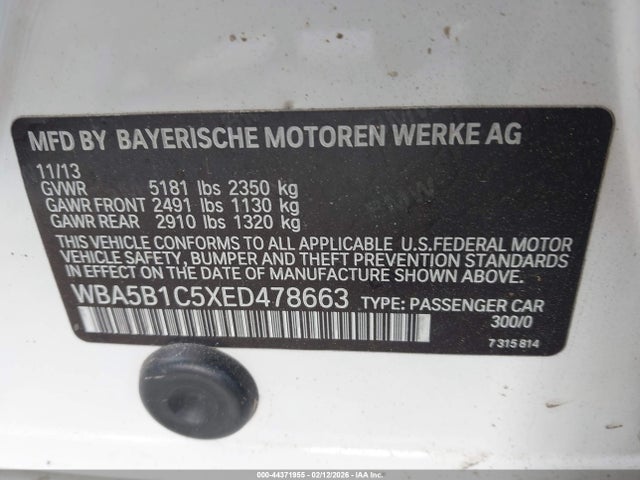 MFD BY BAYERISCHE MOTOREN WERKE AG
11/13
GVWR 5181 lbs 2350 kg
GAWR FRONT 2491 lbs 1130 kg
GAWR REAR 2910 lbs 1320 kg
THIS VEHICLE CONFORMS TO ALL APPLICABLE U.S.FEDERAL MOTOR
VEHICLE SAFETY, BUMPER AND THEFT PREVENTION STANDARDS
IN EFFECT ON THE DATE OF MANUFACTURE SHOWN ABOVE.
WBA5B1C5XED478663 TYPE: PASSENGER CAR
300/0
7 315 814
000-44371955 - 02/12/2026 - IAA Inc.